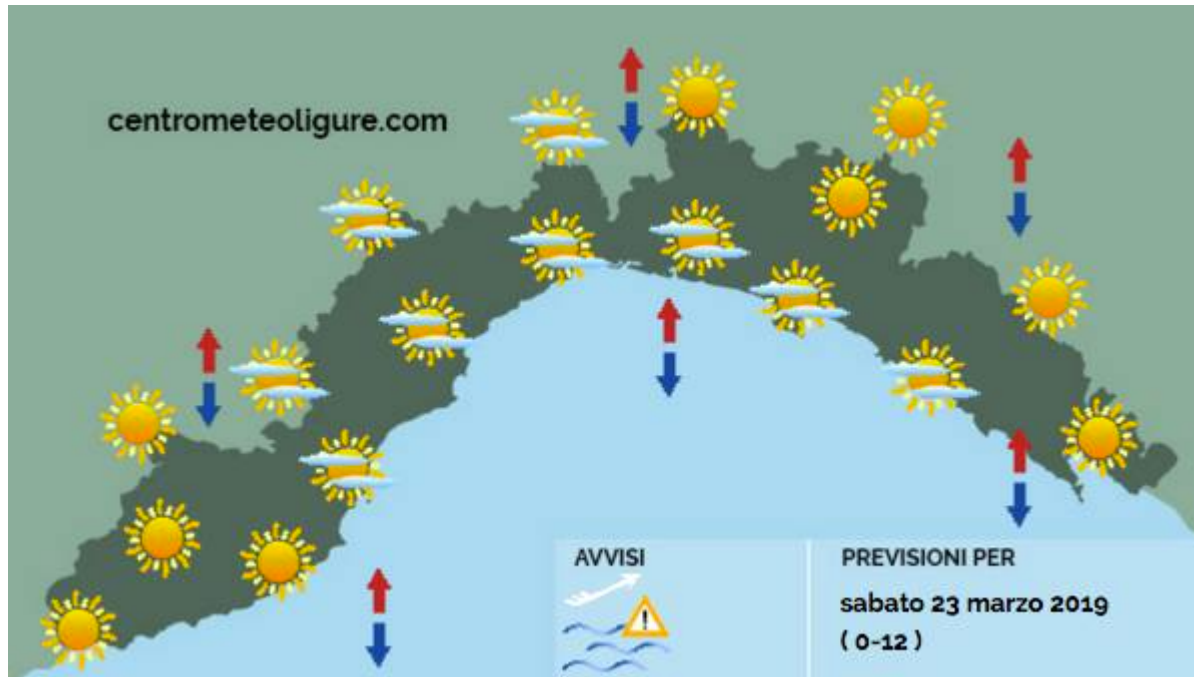 centrometeoligure.com
AVVISI
PREVISIONI PER
sabato 23 marzo 2019
( 0-12 )
!